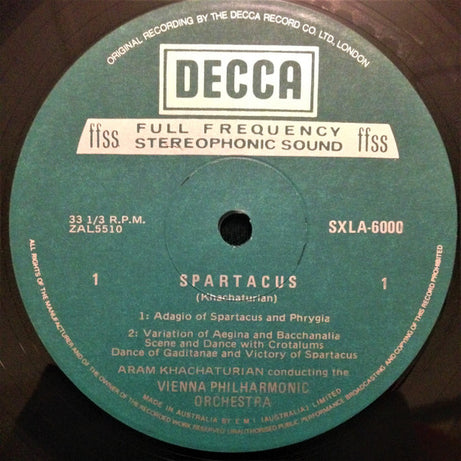 ORIGINAL RECORDING BY THE DECCA RECORD CO. LTD., LONDON
DECCA
ffss FULL FREQUENCY STEREOPHONIC SOUND ffss
33 1/3 R.P.M.
ZAL5510
SXLA-6000
1 SPARTACUS 1
(Khachaturian)
1: Adagio of Spartacus and Phrygia
2: Variation of Aegina and Bacchanalia
Scene and Dance with Crotalums
Dance of Gaditanae and Victory of Spartacus
ARAM KHACHATURIAN conducting the
VIENNA PHILHARMONIC
ORCHESTRA
MADE IN AUSTRALIA BY E.M.I. (AUSTRALIA) LIMITED
ALL RIGHTS OF THE MANUFACTURER AND OF THE OWNER OF THE RECORDED WORK RESERVED UNAUTHORISED PUBLIC PERFORMANCE BROADCASTING AND COPYING OF THIS RECORD PROHIBITED